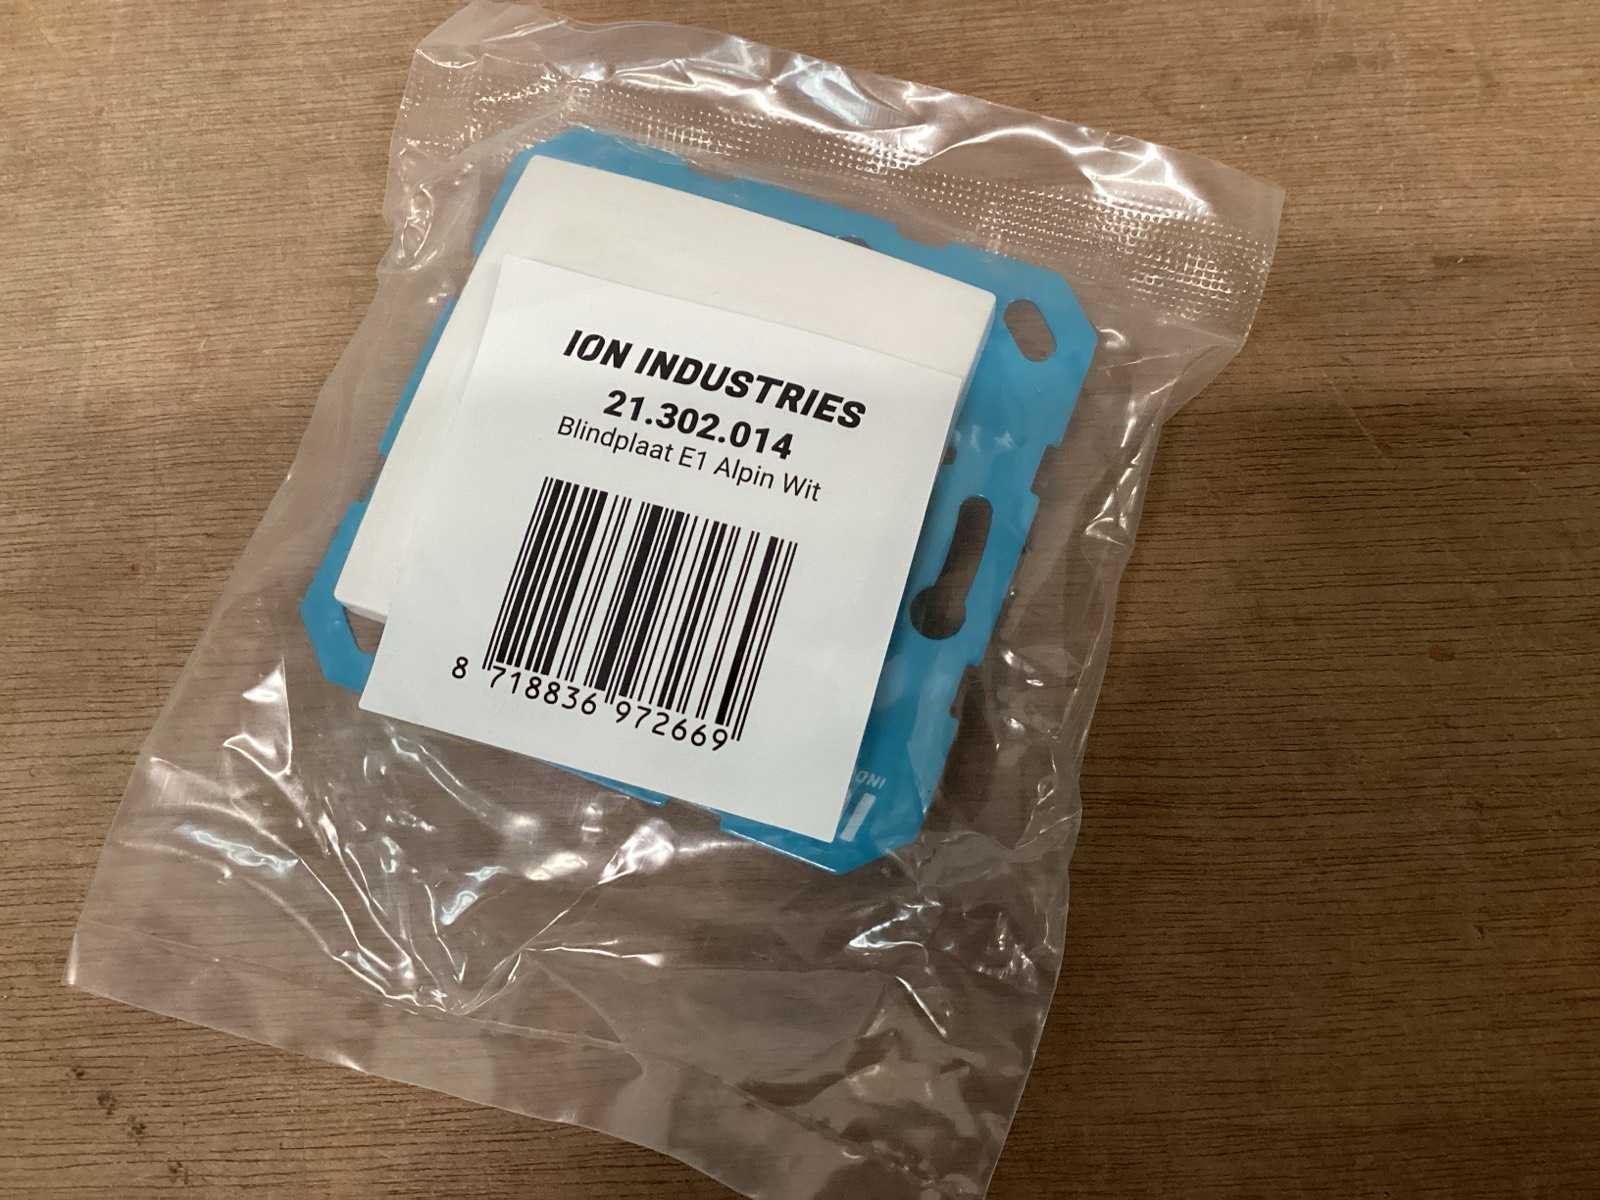 ION INDUSTRIES
21.302.014
Blindplaat E1 Alpin Wit
8 718836 972669